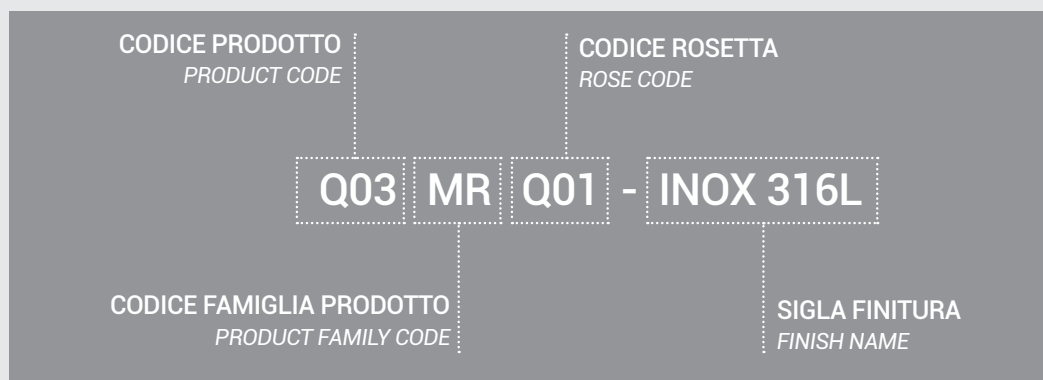 CODICE PRODOTTO
PRODUCT CODE
CODICE ROSETTA
ROSE CODE
Q03 MR Q01 - INOX 316L
CODICE FAMIGLIA PRODOTTO
PRODUCT FAMILY CODE
SIGLA FINITURA
FINISH NAME